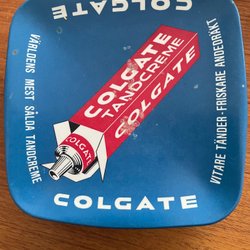 COLGATE
VÄRLDENS MEST SÅLDA TANDCREME
COLGATE
TANDCREME
COLGATE
COLGATE
VITARE TÄNDER - FRISKARE ANDEDRÄKT
COLGATE